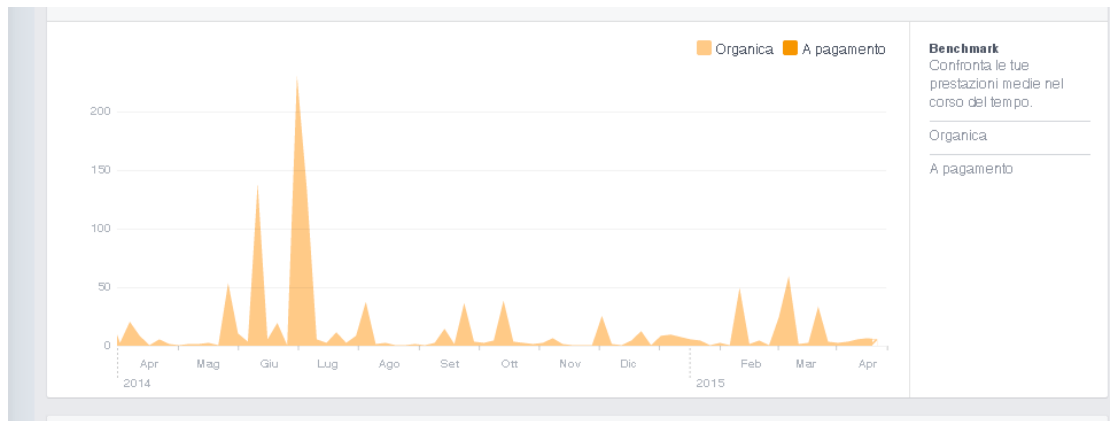 Organica A pagamento
200
150
100
50
0
Apr Mag Giu Lug Ago Set Ott Nov Dic Feb Mar Apr
2014 2015
Benchmark
Confronta le tue
prestazioni medie nel
corso del tempo.
Organica
A pagamento